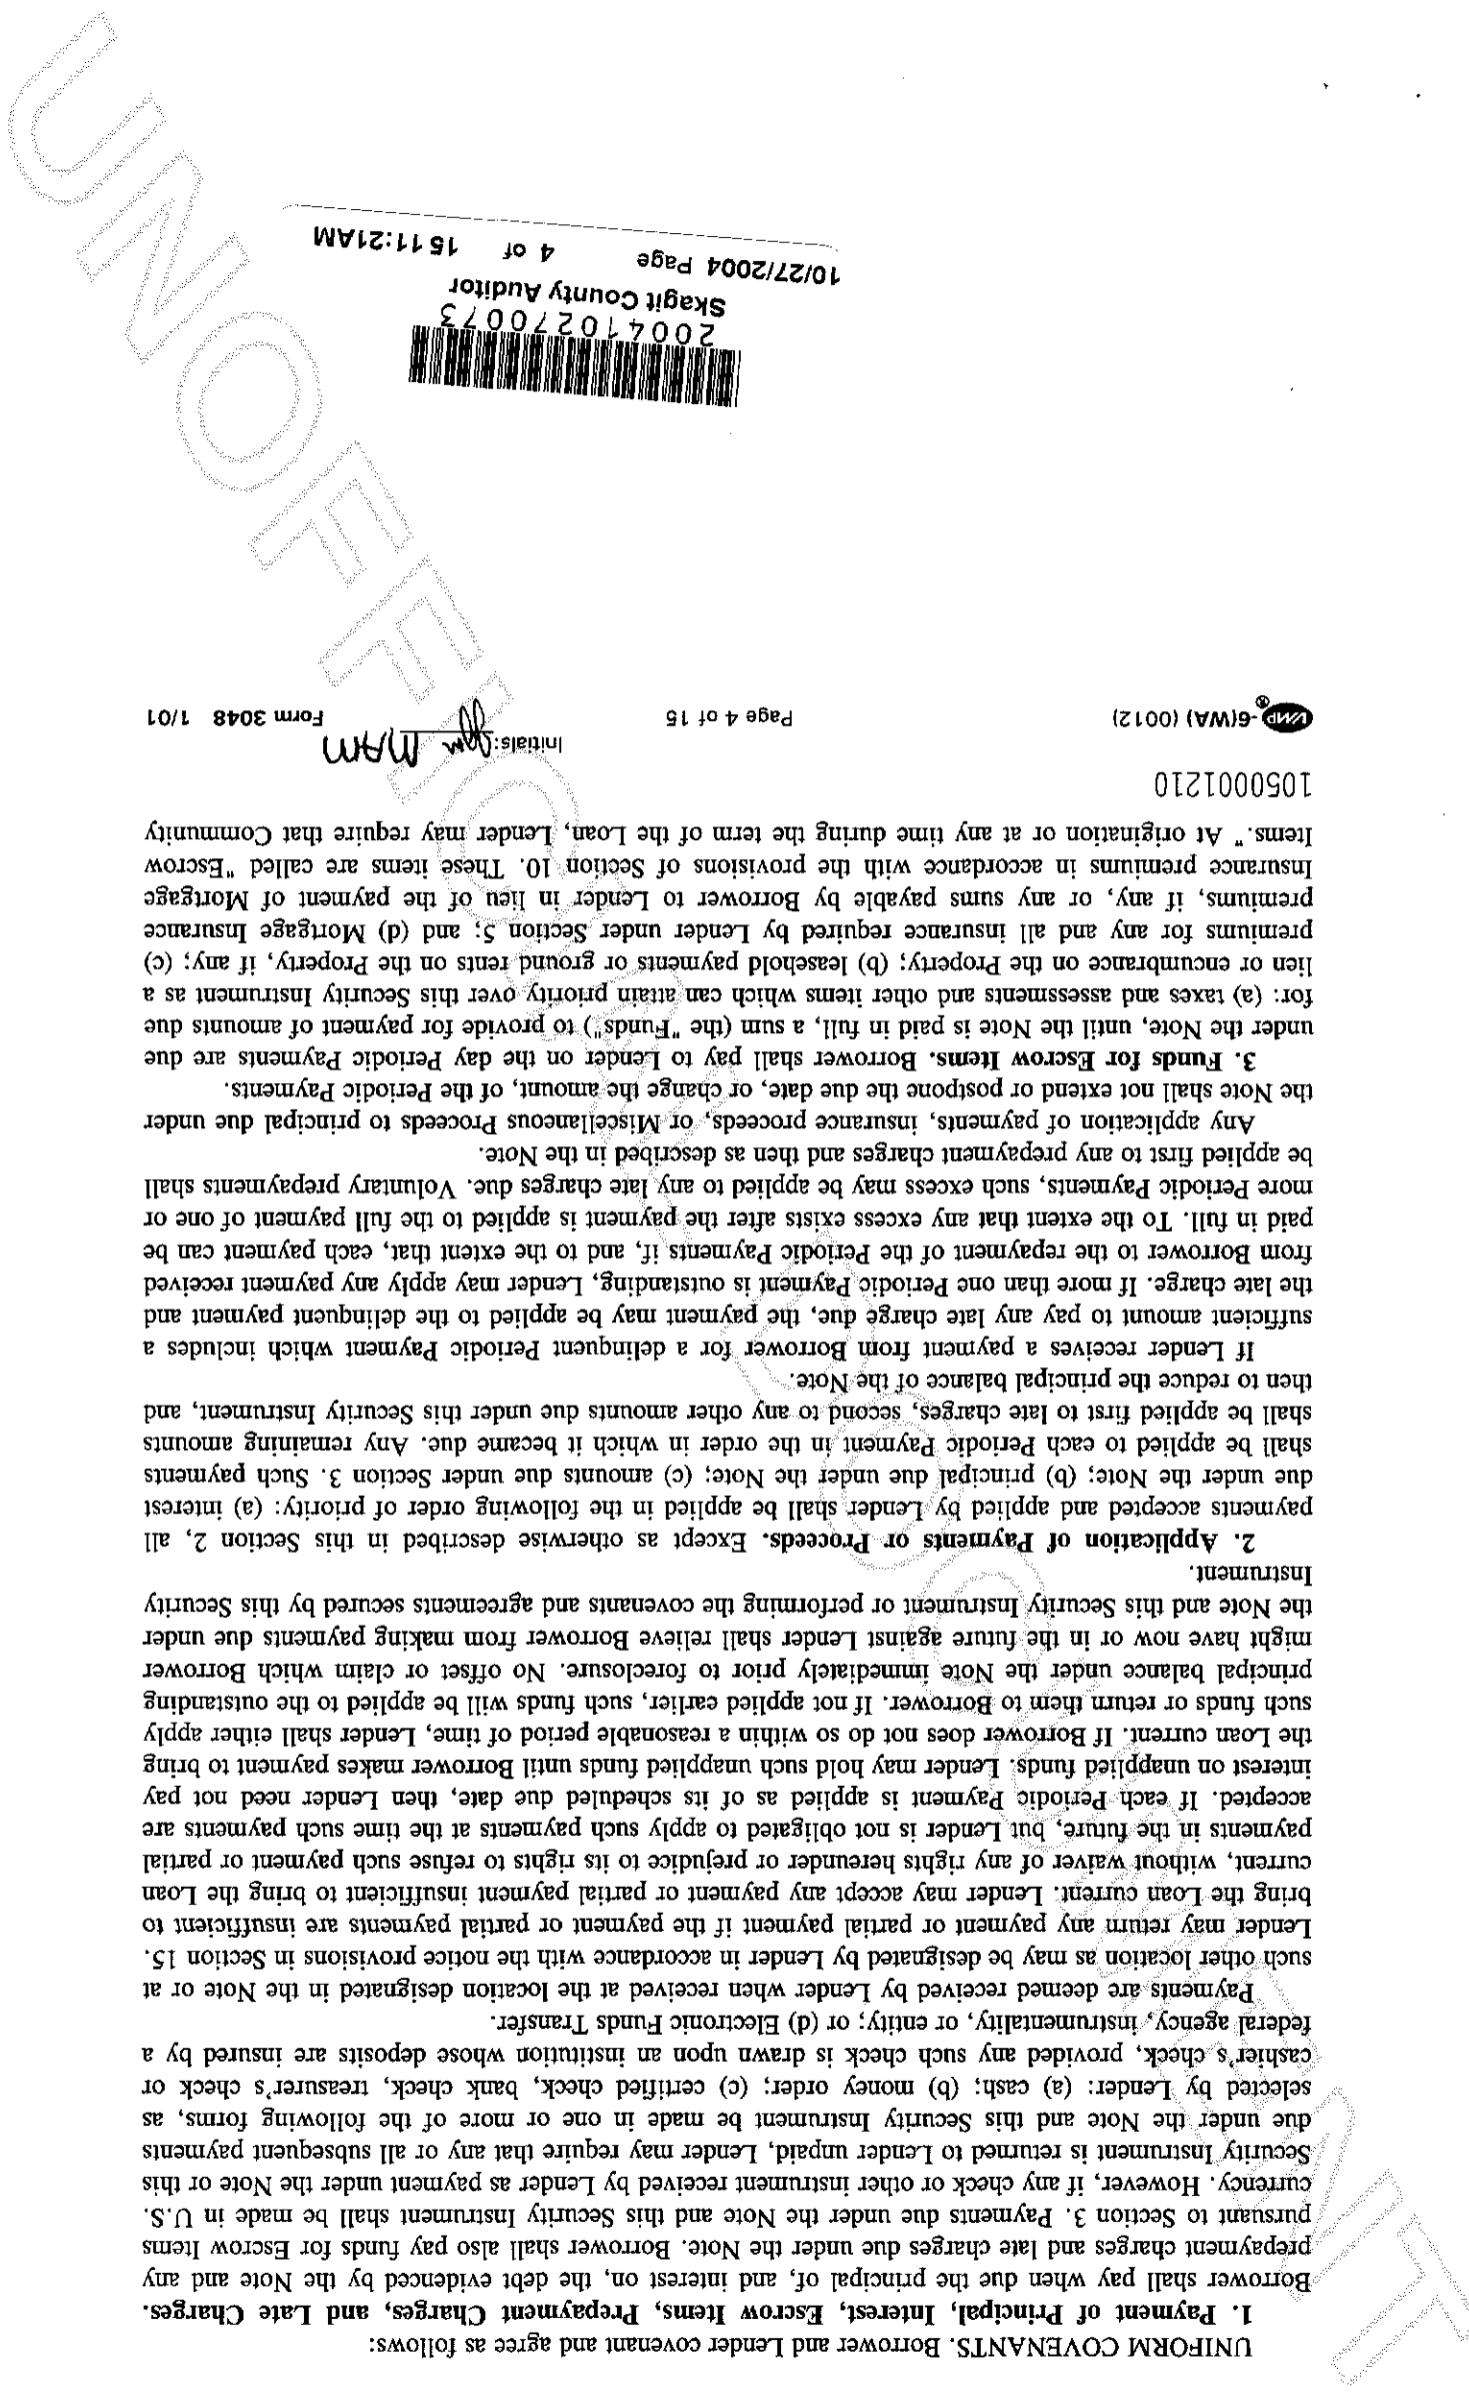 UNIFORM COVENANTS. Borrower and Lender covenant and agree as follows:
1. Payment of Principal, Interest, Escrow Items, Prepayment Charges, and Late Charges.
Borrower shall pay when due the principal of, and interest on, the debt evidenced by the Note and any
prepayment charges and late charges due under the Note. Borrower shall also pay funds for Escrow Items
pursuant to Section 3. Payments due under the Note and this Security Instrument shall be made in U.S.
currency. However, if any check or other instrument received by Lender as payment under the Note or this
Security Instrument is returned to Lender unpaid, Lender may require that any or all subsequent payments
due under the Note and this Security Instrument be made in one or more of the following forms, as
selected by Lender: (a) cash; (b) money order; (c) certified check, bank check, treasurer's check or
cashier's check, provided any such check is drawn upon an institution whose deposits are insured by a
federal agency, instrumentality, or entity; or (d) Electronic Funds Transfer.
Payments are deemed received by Lender when received at the location designated in the Note or at
such other location as may be designated by Lender in accordance with the notice provisions in Section 15.
Lender may return any payment or partial payment if the payment or partial payments are insufficient to
bring the Loan current. Lender may accept any payment or partial payment insufficient to bring the Loan
current, without waiver of any rights hereunder or prejudice to its rights to refuse such payment or partial
payments in the future, but Lender is not obligated to apply such payments at the time such payments are
accepted. If each Periodic Payment is applied as of its scheduled due date, then Lender need not pay
interest on unapplied funds. Lender may hold such unapplied funds until Borrower makes payment to bring
the Loan current. If Borrower does not do so within a reasonable period of time, Lender shall either apply
such funds or return them to Borrower. If not applied earlier, such funds will be applied to the outstanding
principal balance under the Note immediately prior to foreclosure. No offset or claim which Borrower
might have now or in the future against Lender shall relieve Borrower from making payments due under
the Note and this Security Instrument or performing the covenants and agreements secured by this Security
Instrument.
2. Application of Payments or Proceeds. Except as otherwise described in this Section 2, all
payments accepted and applied by Lender shall be applied in the following order of priority: (a) interest
due under the Note; (b) principal due under the Note; (c) amounts due under Section 3. Such payments
shall be applied to each Periodic Payment in the order in which it became due. Any remaining amounts
shall be applied first to late charges, second to any other amounts due under this Security Instrument, and
then to reduce the principal balance of the Note.
If Lender receives a payment from Borrower for a delinquent Periodic Payment which includes a
sufficient amount to pay any late charge due, the payment may be applied to the delinquent payment and
the late charge. If more than one Periodic Payment is outstanding, Lender may apply any payment received
from Borrower to the repayment of the Periodic Payments if, and to the extent that, each payment can be
paid in full. To the extent that any excess exists after the payment is applied to the full payment of one or
more Periodic Payments, such excess may be applied to any late charges due. Voluntary prepayments shall
be applied first to any prepayment charges and then as described in the Note.
Any application of payments, insurance proceeds, or Miscellaneous Proceeds to principal due under
the Note shall not extend or postpone the due date, or change the amount, of the Periodic Payments.
3. Funds for Escrow Items. Borrower shall pay to Lender on the day Periodic Payments are due
under the Note, until the Note is paid in full, a sum (the "Funds") to provide for payment of amounts due
for: (a) taxes and assessments and other items which can attain priority over this Security Instrument as a
lien or encumbrance on the Property; (b) leasehold payments or ground rents on the Property, if any; (c)
premiums for any and all insurance required by Lender under Section 5; and (d) Mortgage Insurance
premiums, if any, or any sums payable by Borrower to Lender in lieu of the payment of Mortgage
Insurance premiums in accordance with the provisions of Section 10. These items are called "Escrow
Items." At origination or at any time during the term of the Loan, Lender may require that Community
1050001210
Initials: MAM
VMP®-6(WA) (0012) Page 4 of 15 Form 3048 1/01
200410270073
Skagit County Auditor
10/27/2004 Page 4 of 15 11:21AM
UNOFFICIAL DOCUMENT